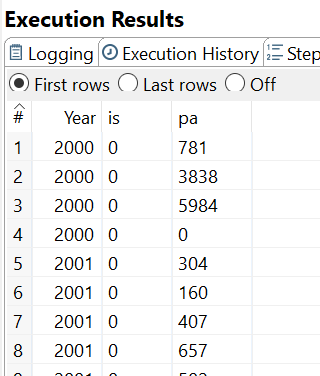 Execution Results
Logging Execution History Step
First rows Last rows Off
# Year is pa
1 2000 0 781
2 2000 0 3838
3 2000 0 5984
4 2000 0 0
5 2001 0 304
6 2001 0 160
7 2001 0 407
8 2001 0 657